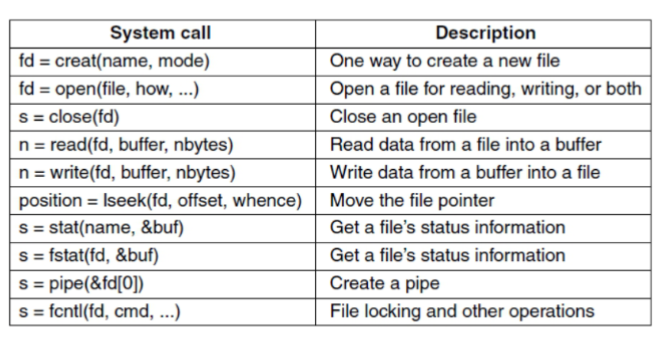 System call Description
fd = creat(name, mode) One way to create a new file
fd = open(file, how, ...) Open a file for reading, writing, or both
s = close(fd) Close an open file
n = read(fd, buffer, nbytes) Read data from a file into a buffer
n = write(fd, buffer, nbytes) Write data from a buffer into a file
position = lseek(fd, offset, whence) Move the file pointer
s = stat(name, &buf) Get a file's status information
s = fstat(fd, &buf) Get a file's status information
s = pipe(&fd[0]) Create a pipe
s = fcntl(fd, cmd, ...) File locking and other operations